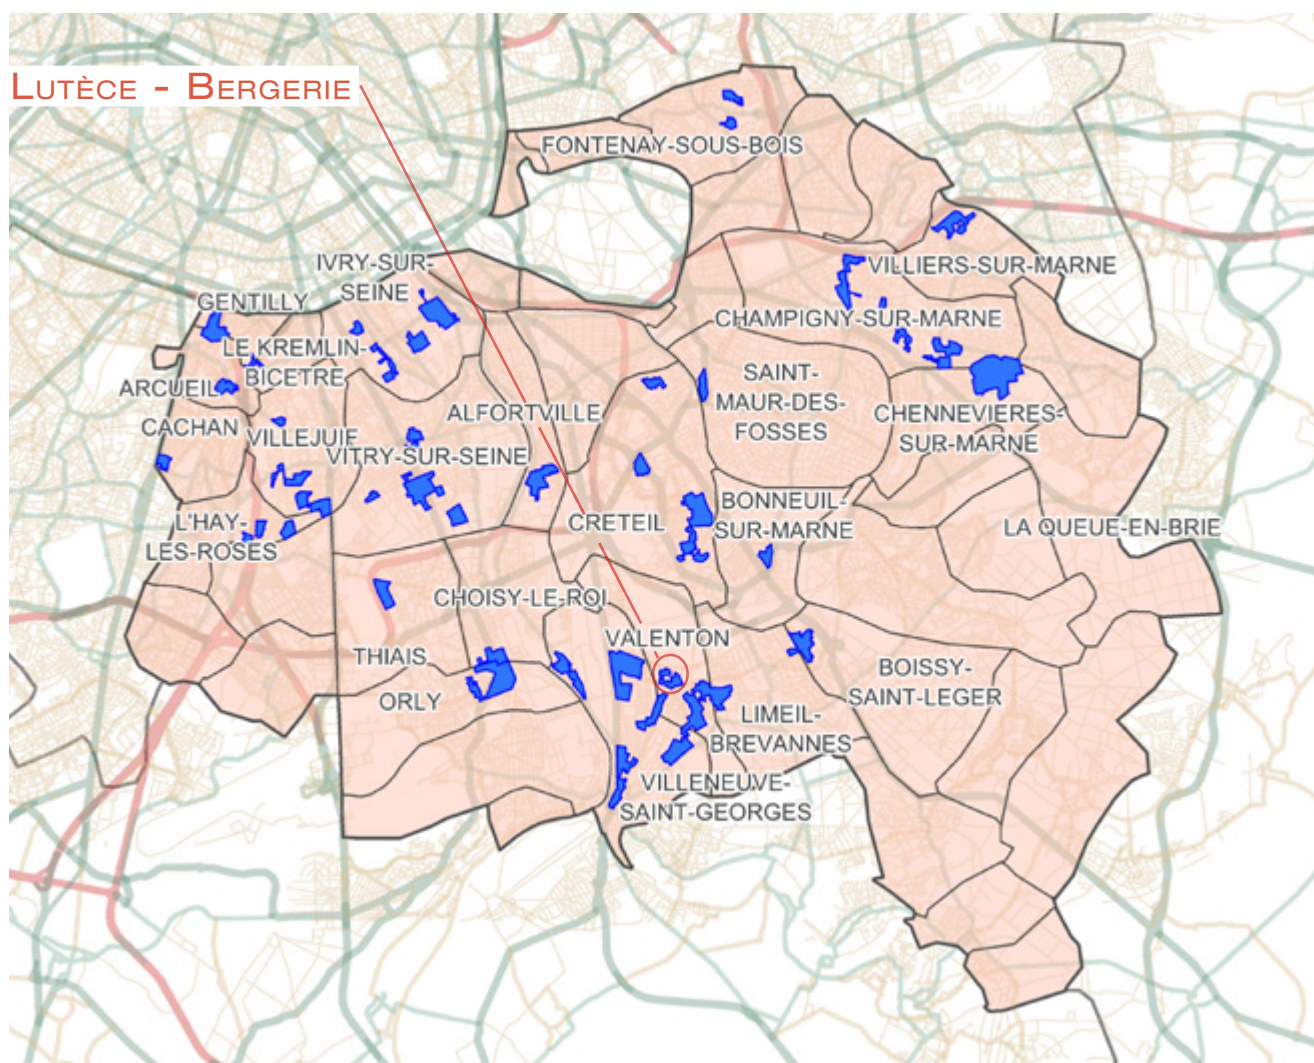 LUTÈCE - BERGERIE
FONTENAY-SOUS-BOIS
IVRY-SUR-
SEINE
GENTILLY
VILLIERS-SUR-MARNE
CHAMPIGNY-SUR-MARNE
LE KREMLIN-
BICETRE
ARCUEIL
SAINT-
MAUR-DES-
FOSSES
CACHAN
VILLEJUIF
ALFORTVILLE
CHENNEVIERES-
SUR-MARNE
VITRY-SUR-SEINE
L'HAY-
LES-ROSES
CRETEIL
BONNEUIL-
SUR-MARNE
LA QUEUE-EN-BRIE
CHOISY-LE-ROI
THIAIS
VALENTON
BOISSY-
SAINT-LEGER
ORLY
LIMEIL-
BREVANNES
VILLENEUVE-
SAINT-GEORGES